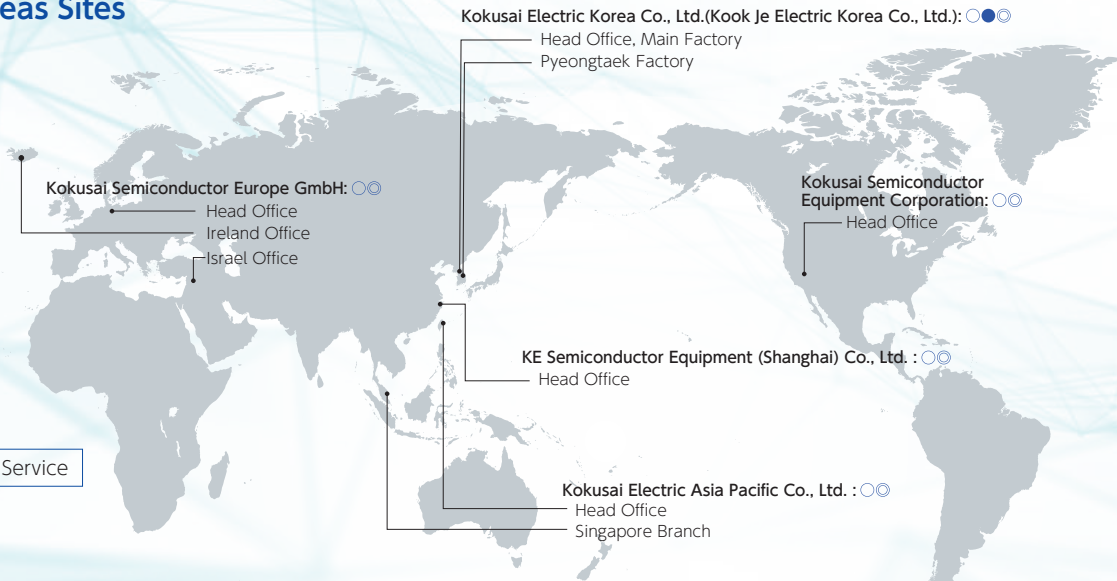 Sites
Kokusai Electric Korea Co., Ltd.(Kook Je Electric Korea Co., Ltd.): ○●◎
Head Office, Main Factory
Pyeongtaek Factory
Kokusai Semiconductor Europe GmbH: ○◎
Head Office
Ireland Office
Israel Office
Kokusai Semiconductor
Equipment Corporation: ○◎
Head Office
KE Semiconductor Equipment (Shanghai) Co., Ltd. : ○◎
Head Office
Service
Kokusai Electric Asia Pacific Co., Ltd. : ○◎
Head Office
Singapore Branch